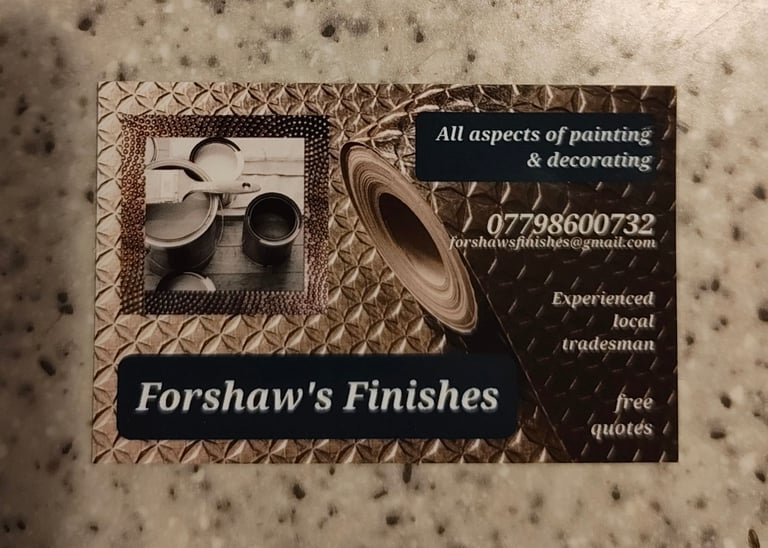 All aspects of painting
& decorating
07798600732
forshawsfinishes@gmail.com
Experienced
local
tradesman
Forshaw's Finishes
free
quotes